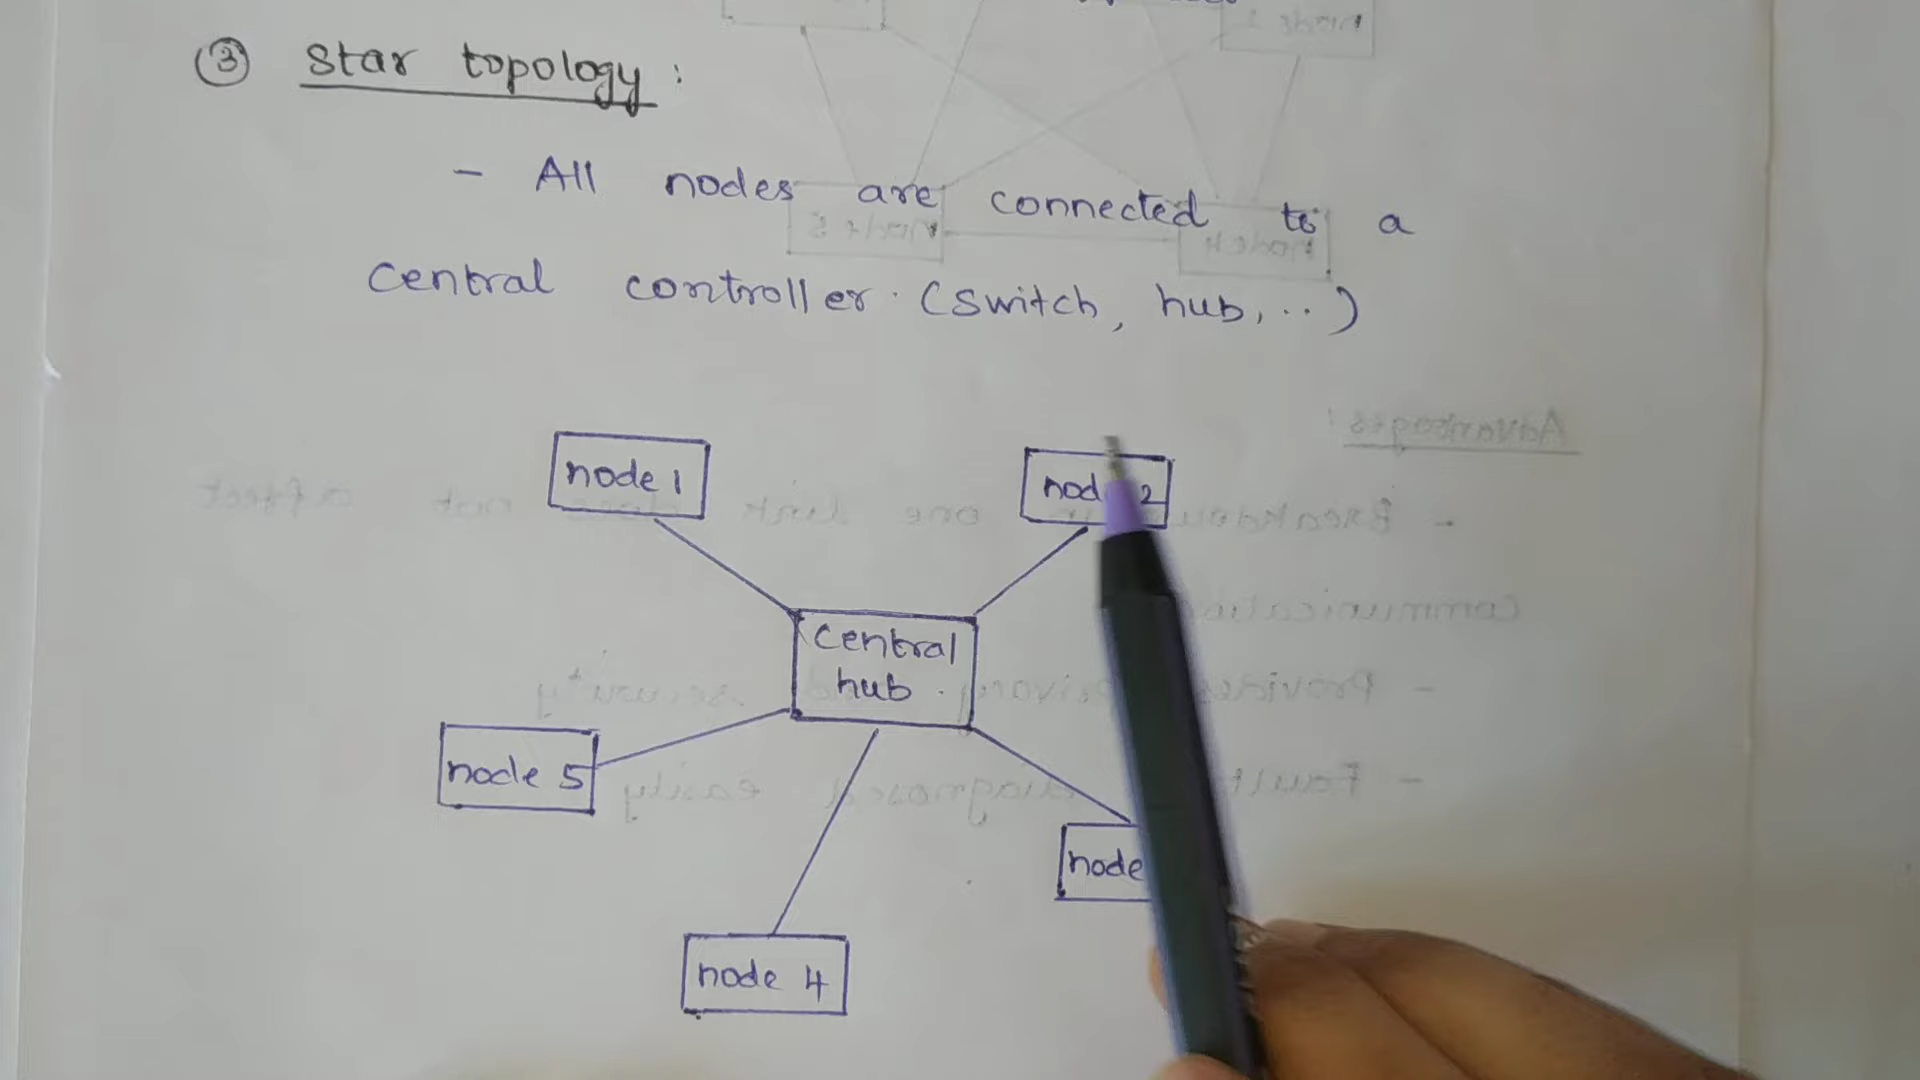 ③ Star topology :
- All nodes are connected to a
central controller. (switch, hub, ..)
node 1
node 2
central
hub.
node 5
node
node 4